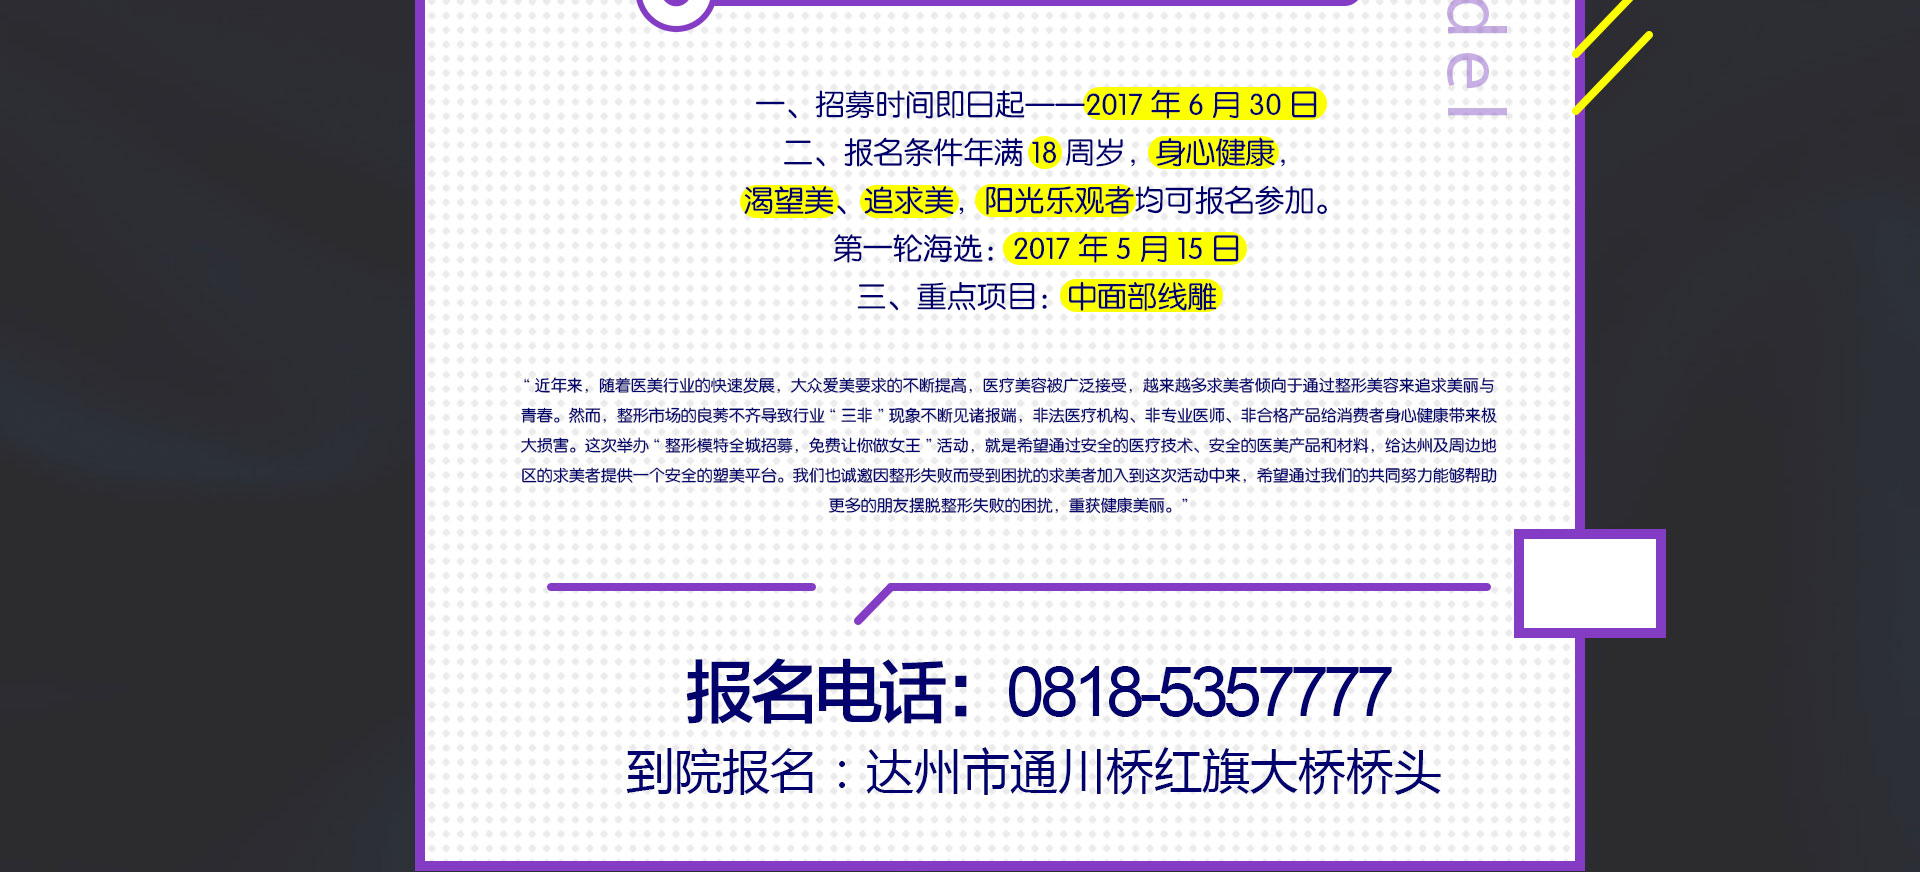 del
一、招募时间即日起——2017 年 6 月 30 日
二、报名条件年满 18 周岁，身心健康，
渴望美、追求美，阳光乐观者均可报名参加。
第一轮海选：2017 年 5 月 15 日
三、重点项目：中面部线雕
“近年来，随着医美行业的快速发展，大众爱美要求的不断提高，医疗美容被广泛接受，越来越多求美者倾向于通过整形美容来追求美丽与
青春。然而，整形市场的良莠不齐导致行业“三非”现象不断见诸报端，非法医疗机构、非专业医师、非合格产品给消费者身心健康带来极
大损害。这次举办“整形模特全城招募，免费让你做女王”活动，就是希望通过安全的医疗技术、安全的医美产品和材料，给达州及周边地
区的求美者提供一个安全的塑美平台。我们也诚邀因整形失败而受到困扰的求美者加入到这次活动中来，希望通过我们的共同努力能够帮助
更多的朋友摆脱整形失败的困扰，重获健康美丽。”
报名电话：0818-5357777
到院报名：达州市通川桥红旗大桥桥头